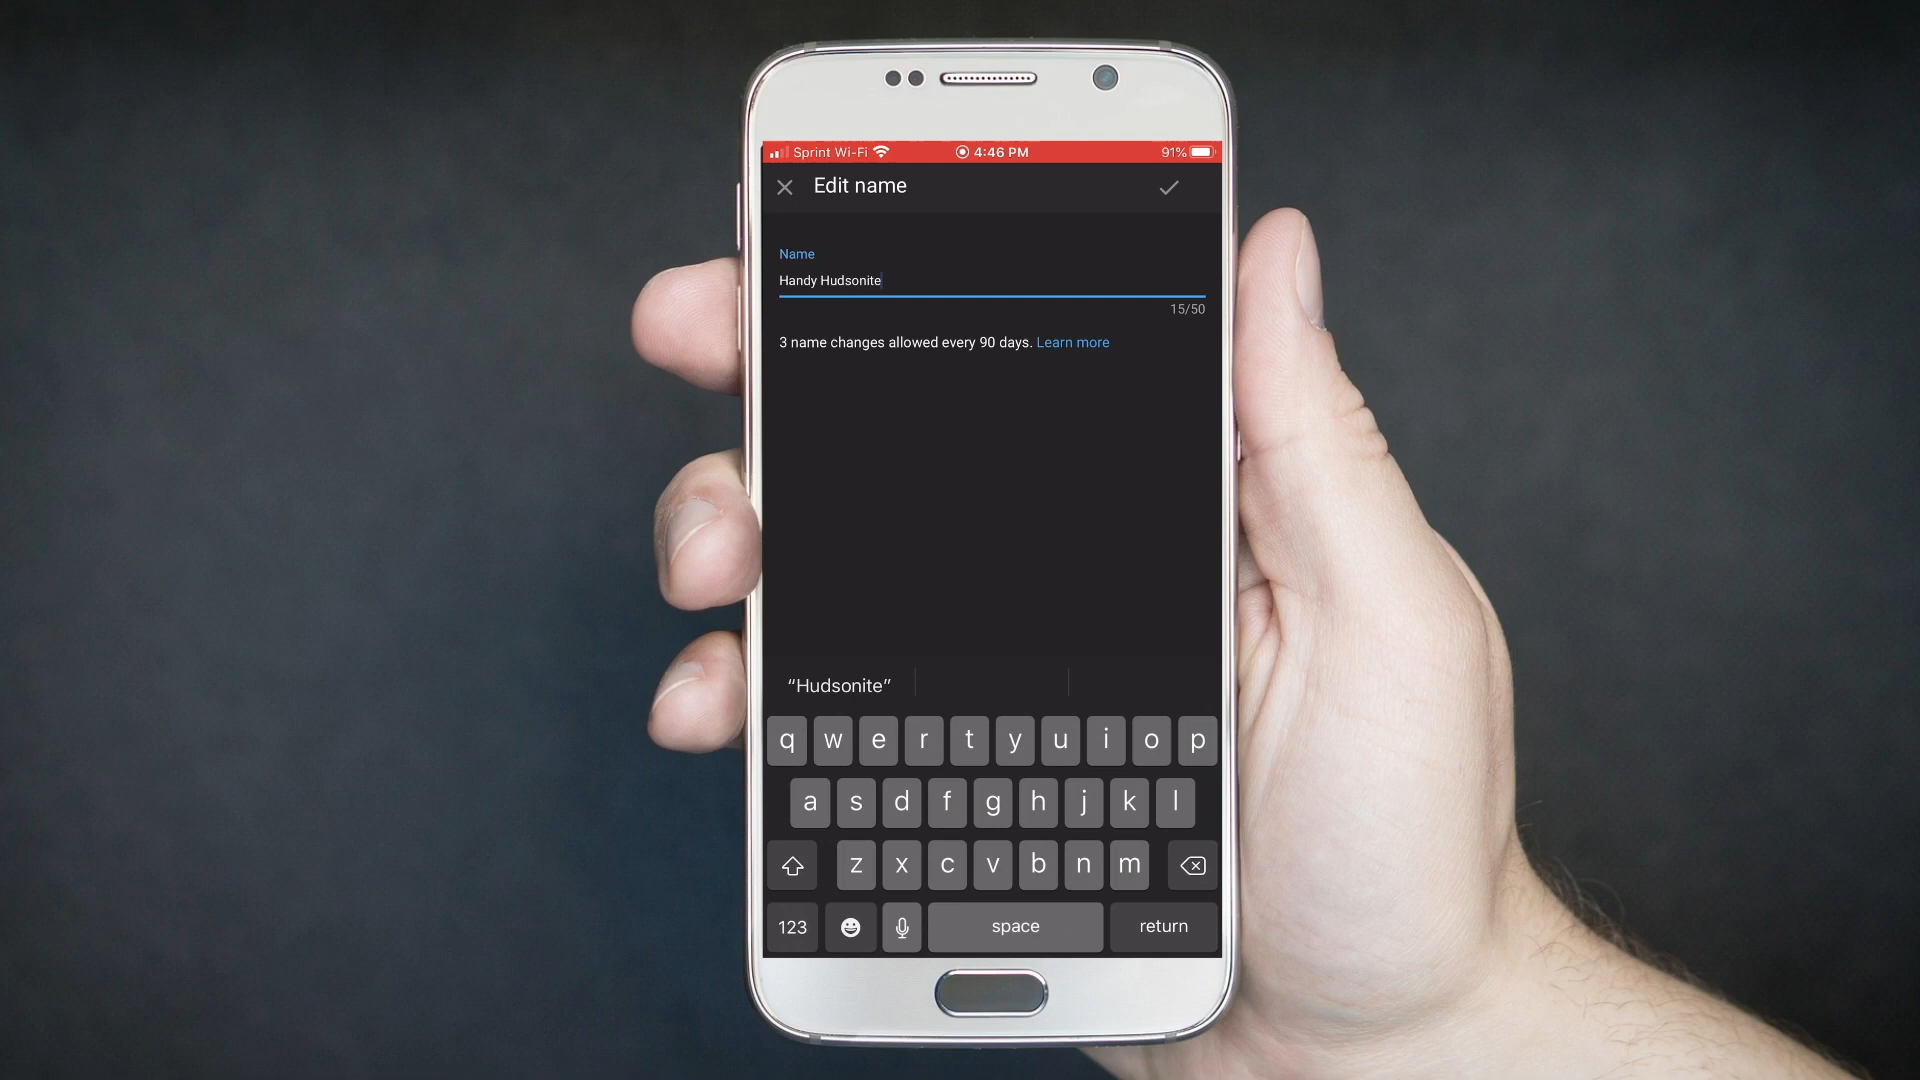 Sprint Wi-Fi 4:46 PM 91%
Edit name
Name
Handy Hudsonite
15/50
3 name changes allowed every 90 days. Learn more
“Hudsonite”
q w e r t y u i o p
a s d f g h j k l
z x c v b n m
123 space return